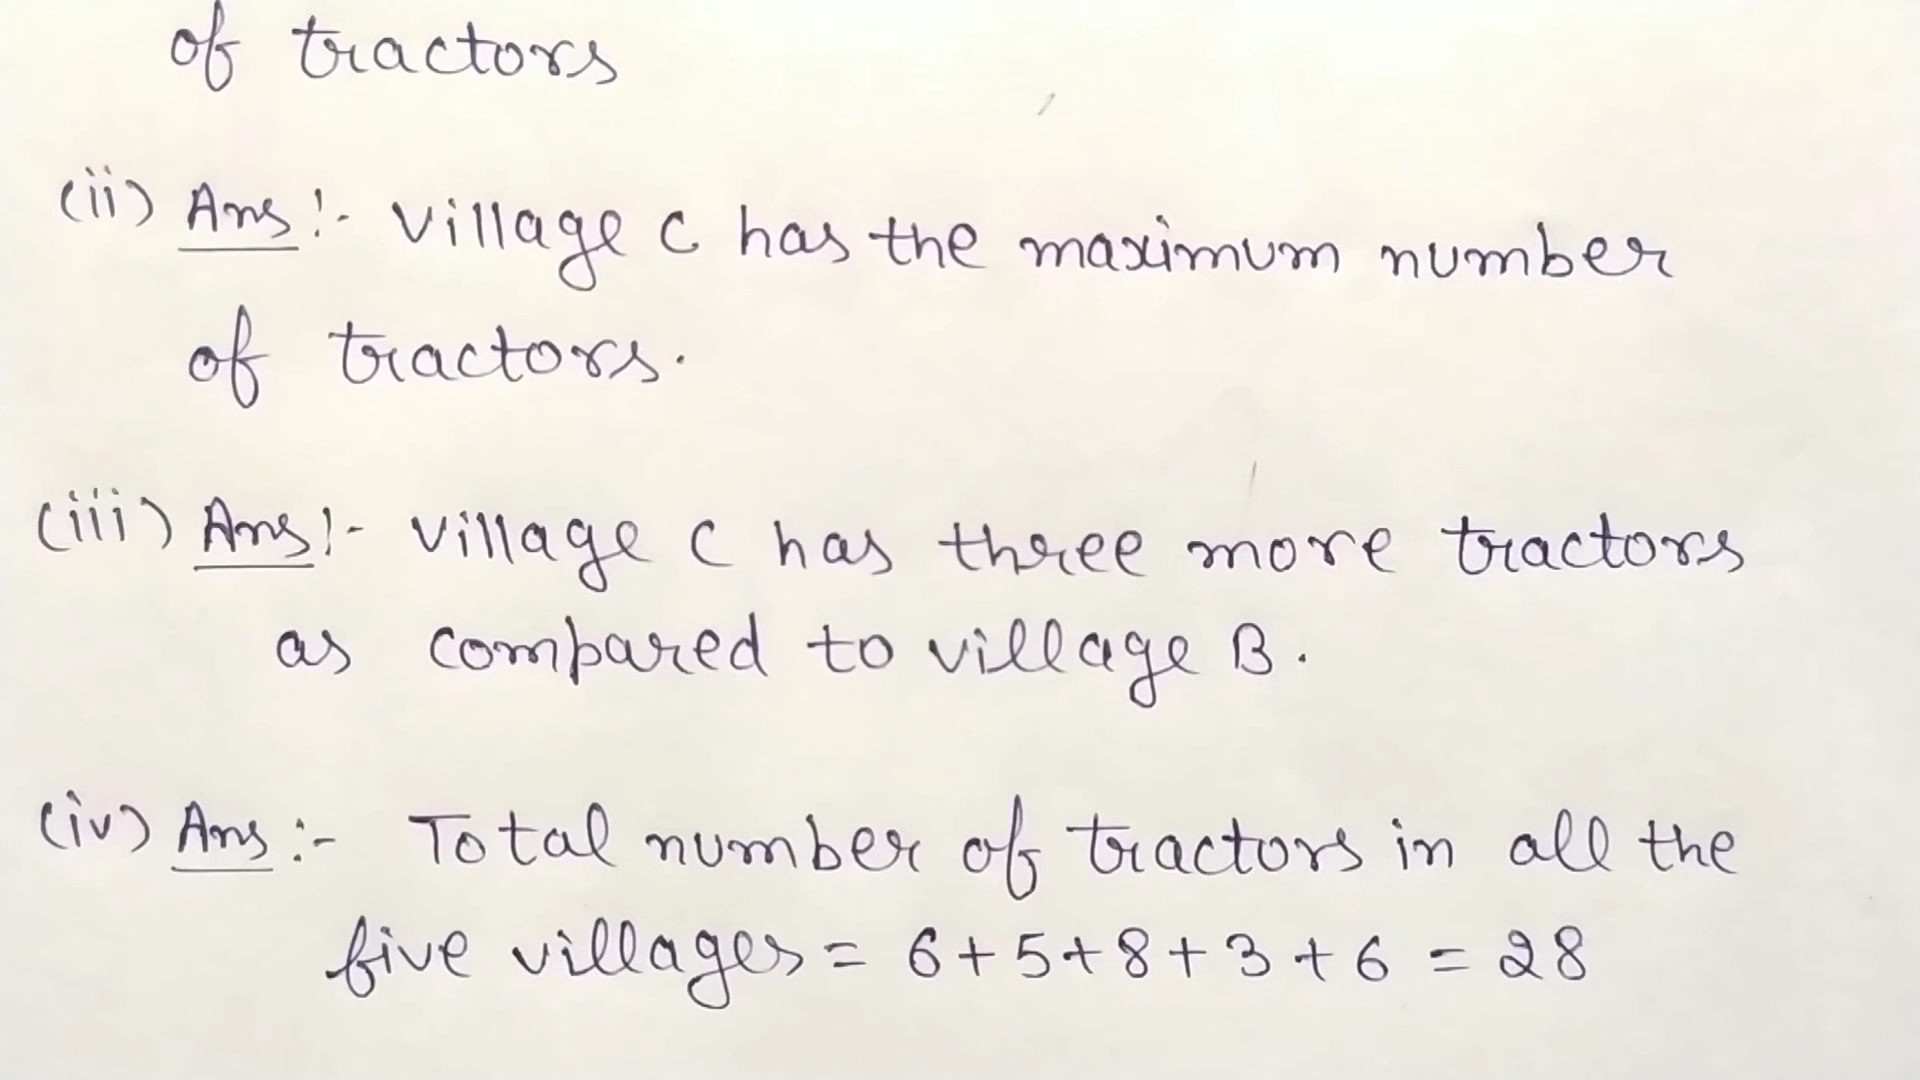 of tractors
(ii) Ans:- Village C has the maximum number
of tractors.
(iii) Ans:- Village C has three more tractors
as compared to village B.
(iv) Ans:- Total number of tractors in all the
five villages = 6+5+8+3+6 = 28